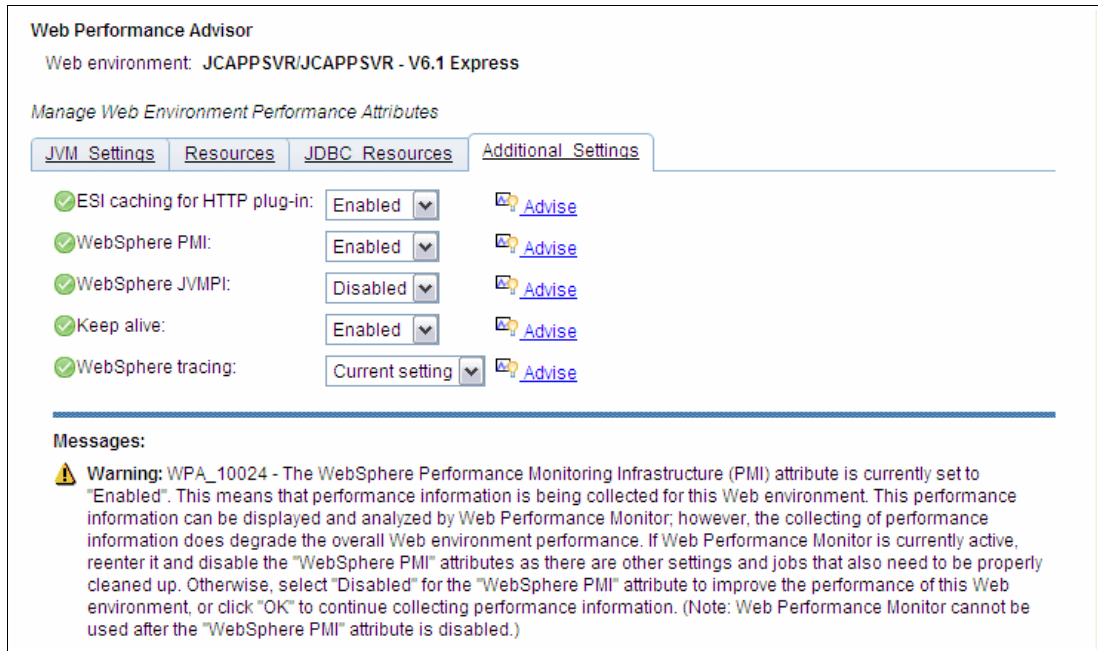 Web Performance Advisor
Web environment: JCAPPSVR/JCAPPSVR - V6.1 Express
Manage Web Environment Performance Attributes
JVM Settings Resources JDBC Resources Additional Settings
ESI caching for HTTP plug-in: Enabled Advise
WebSphere PMI: Enabled Advise
WebSphere JVMPI: Disabled Advise
Keep alive: Enabled Advise
WebSphere tracing: Current setting Advise
Messages:
Warning: WPA_10024 - The WebSphere Performance Monitoring Infrastructure (PMI) attribute is currently set to
"Enabled". This means that performance information is being collected for this Web environment. This performance
information can be displayed and analyzed by Web Performance Monitor; however, the collecting of performance
information does degrade the overall Web environment performance. If Web Performance Monitor is currently active,
reenter it and disable the "WebSphere PMI" attributes as there are other settings and jobs that also need to be properly
cleaned up. Otherwise, select "Disabled" for the "WebSphere PMI" attribute to improve the performance of this Web
environment, or click "OK" to continue collecting performance information. (Note: Web Performance Monitor cannot be
used after the "WebSphere PMI" attribute is disabled.)